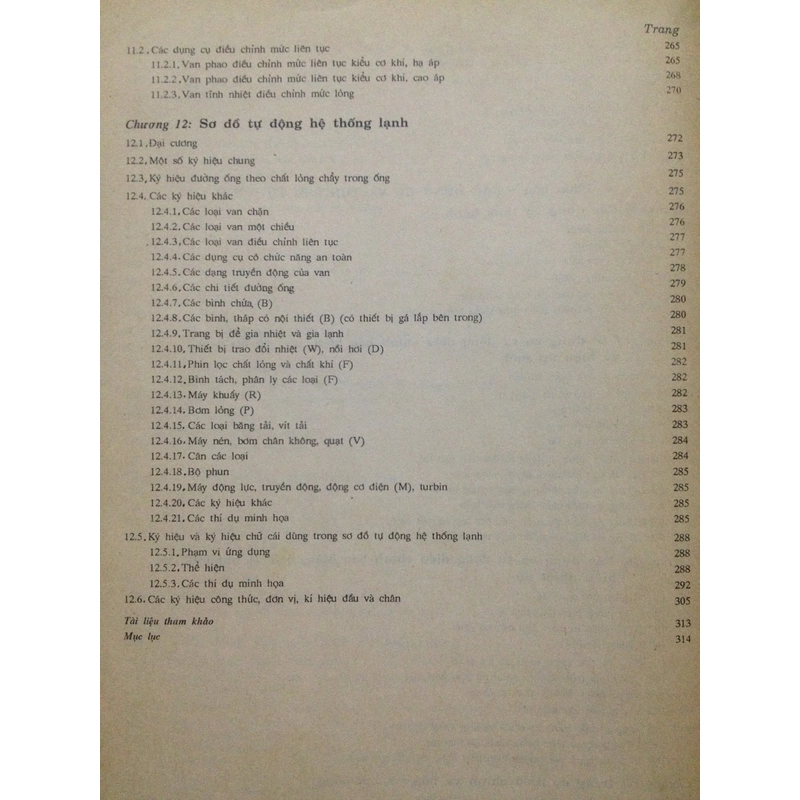 Trang
11.2. Các dụng cụ điều chỉnh mức liên tục 265
11.2.1. Van phao điều chỉnh mức liên tục kiểu cơ khí, hạ áp 265
11.2.2. Van phao điều chỉnh mức liên tục kiểu cơ khí, cao áp 268
11.2.3. Van tĩnh nhiệt điều chỉnh mức lỏng 270
Chương 12: Sơ đồ tự động hệ thống lạnh
12.1. Đại cương 272
12.2. Một số ký hiệu chung 273
12.3. Ký hiệu đường ống theo chất lỏng chảy trong ống 275
12.4. Các ký hiệu khác 275
12.4.1. Các loại van chặn 276
12.4.2. Các loại van một chiều 276
12.4.3. Các loại van điều chỉnh liên tục 277
12.4.4. Các dụng cụ có chức năng an toàn 277
12.4.5. Các dạng truyền động của van 278
12.4.6. Các chi tiết đường ống 279
12.4.7. Các bình chứa (B) 280
12.4.8. Các bình, tháp có nội thiết (B) (có thiết bị gá lắp bên trong) 280
12.4.9. Trang bị để gia nhiệt và gia lạnh 281
12.4.10. Thiết bị trao đổi nhiệt (W), nồi hơi (D) 281
12.4.11. Phin lọc chất lỏng và chất khí (F) 282
12.4.12. Bình tách, phân ly các loại (F) 282
12.4.13. Máy khuấy (R) 282
12.4.14. Bơm lỏng (P) 283
12.4.15. Các loại băng tải, vít tải 283
12.4.16. Máy nén, bơm chân không, quạt (V) 284
12.4.17. Cân các loại 284
12.4.18. Bộ phun 285
12.4.19. Máy động lực, truyền động, động cơ điện (M), turbin 285
12.4.20. Các ký hiệu khác 285
12.4.21. Các thí dụ minh họa 285
12.5. Ký hiệu và ký hiệu chữ cái dùng trong sơ đồ tự động hệ thống lạnh 288
12.5.1. Phạm vi ứng dụng 288
12.5.2. Thể hiện 288
12.5.3. Các thí dụ minh họa 292
12.6. Các ký hiệu công thức, đơn vị, kí hiệu đầu và chân 305
Tài liệu tham khảo 313
Mục lục 314